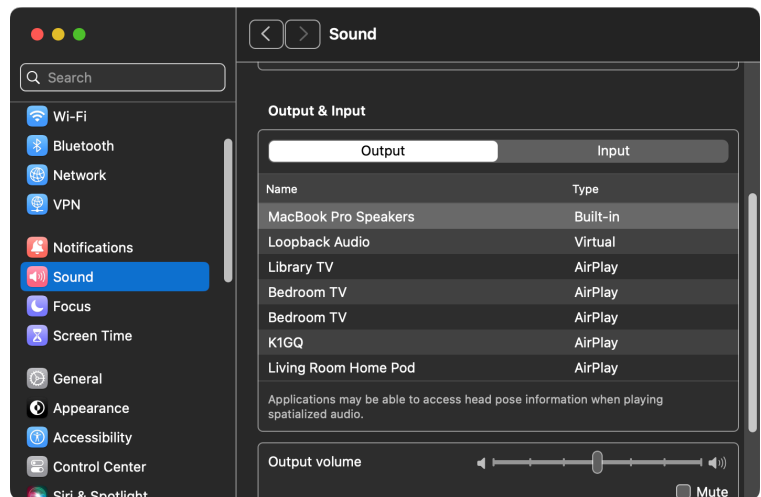 Sound
Search
Wi-Fi
Bluetooth
Network
VPN
Notifications
Sound
Focus
Screen Time
General
Appearance
Accessibility
Control Center
Siri & Spotlight
Output & Input
Output Input
Name Type
MacBook Pro Speakers Built-in
Loopback Audio Virtual
Library TV AirPlay
Bedroom TV AirPlay
Bedroom TV AirPlay
K1GQ AirPlay
Living Room Home Pod AirPlay
Applications may be able to access head pose information when playing
spatialized audio.
Output volume
Mute